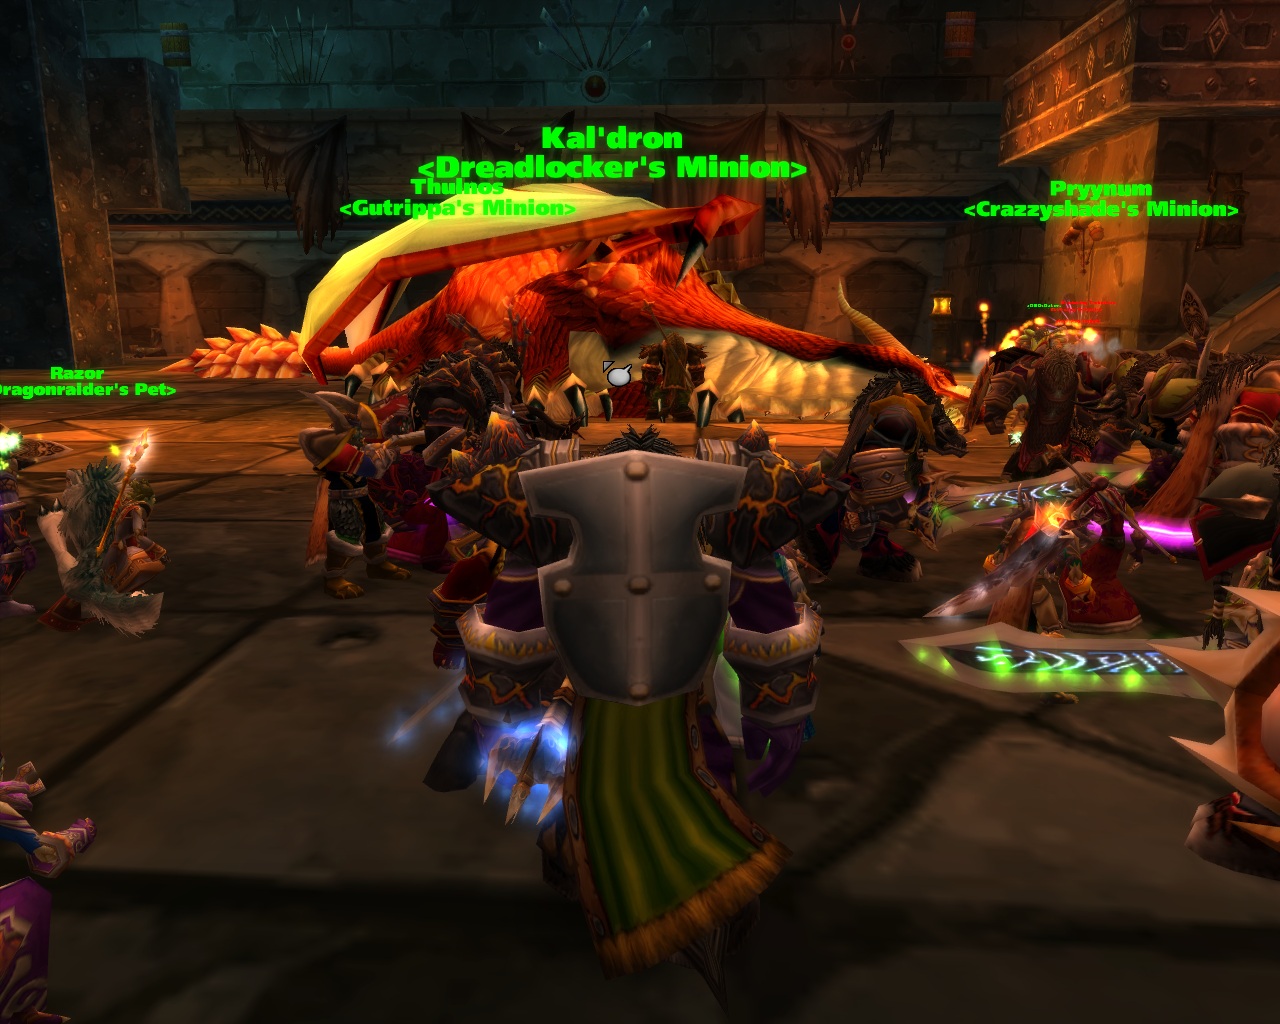 Kal'dron
<Dreadlocker's Minion>
Thulnos
<Gutrippa's Minion>
Pryynum
<Crazzyshade's Minion>
Razor
Dragonraider's Pet>